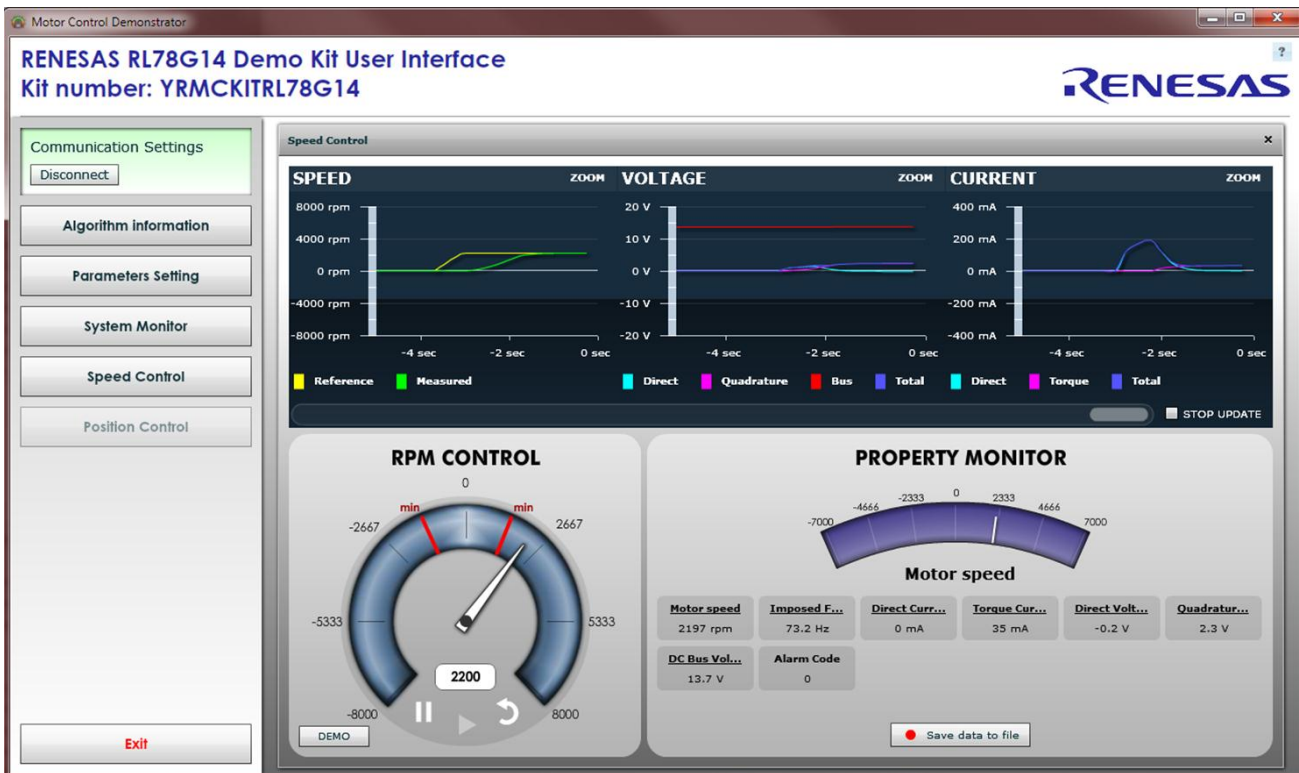 Motor Control Demonstrator
RENESAS RL78G14 Demo Kit User Interface
Kit number: YRMCKITRL78G14
?
RENESAS
Communication Settings
Disconnect
Algorithm information
Parameters Setting
System Monitor
Speed Control
Position Control
Exit
Speed Control
x
SPEED ZOOM
8000 rpm
4000 rpm
0 rpm
-4000 rpm
-8000 rpm
-4 sec -2 sec 0 sec
Reference Measured
VOLTAGE ZOOM
20 V
10 V
0 V
-10 V
-20 V
-4 sec -2 sec 0 sec
Direct Quadrature Bus Total
CURRENT ZOOM
400 mA
200 mA
0 mA
-200 mA
-400 mA
-4 sec -2 sec 0 sec
Direct Torque Total
STOP UPDATE
RPM CONTROL
0
min min
-2667 2667
-5333 5333
2200
-8000 8000
DEMO
PROPERTY MONITOR
-7000 -4666 -2333 0 2333 4666 7000
Motor speed
Motor speed Imposed F... Direct Curr... Torque Cur... Direct Volt... Quadratur...
2197 rpm 73.2 Hz 0 mA 35 mA -0.2 V 2.3 V
DC Bus Vol... Alarm Code
13.7 V 0
Save data to file